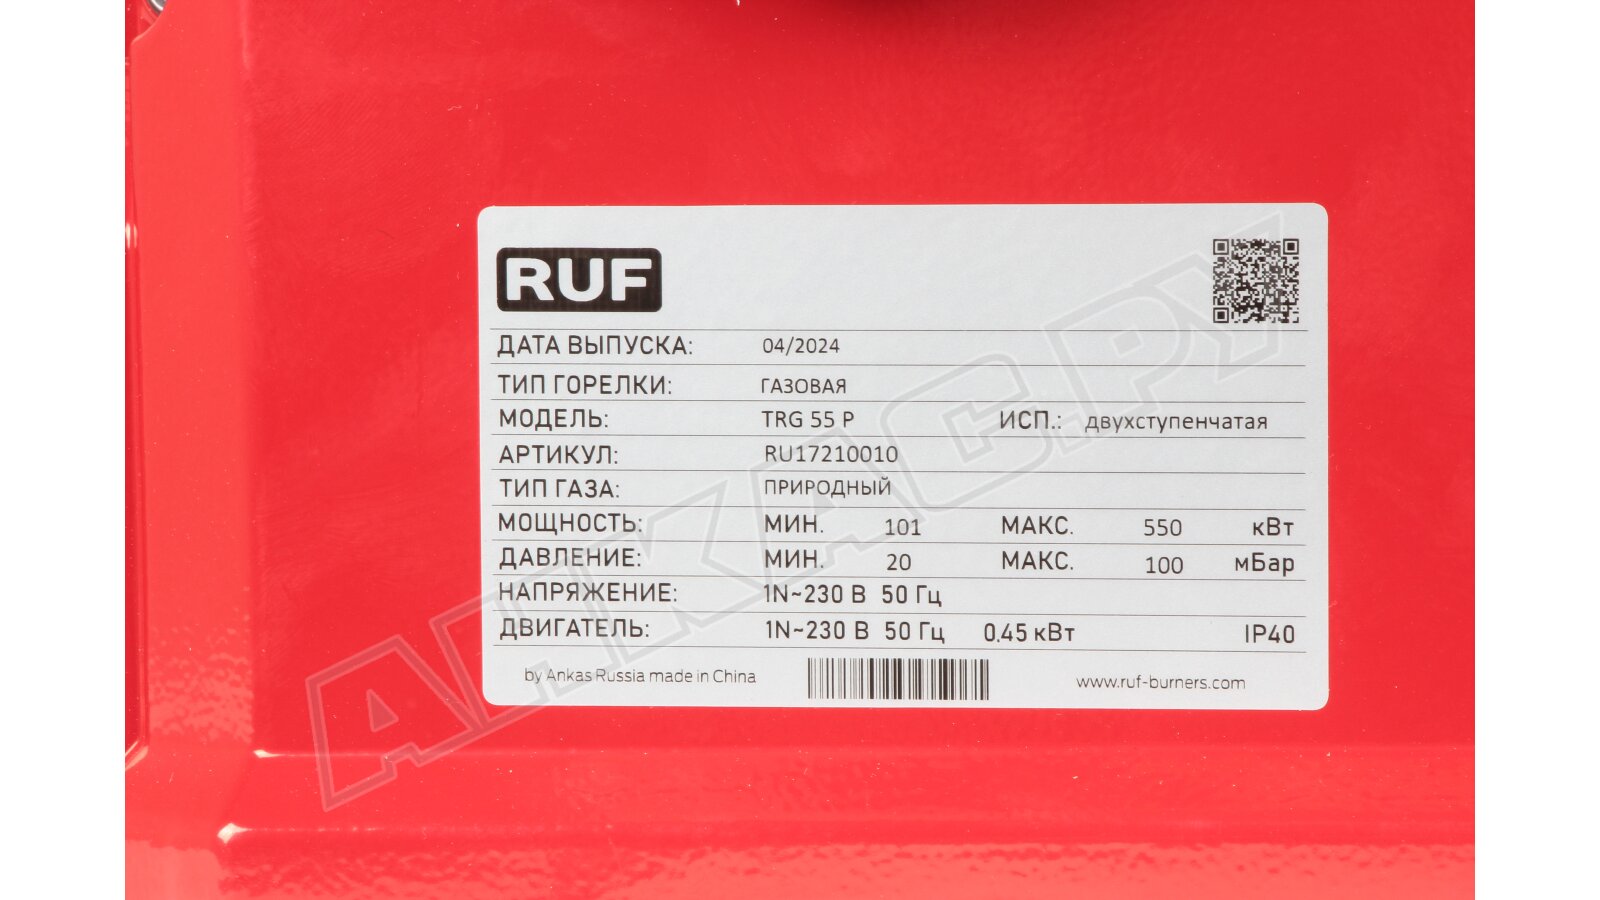 RUF
ДАТА ВЫПУСКА: 04/2024
ТИП ГОРЕЛКИ: ГАЗОВАЯ
МОДЕЛЬ: TRG 55 P ИСП.: двухступенчатая
АРТИКУЛ: RU17210010
ТИП ГАЗА: ПРИРОДНЫЙ
МОЩНОСТЬ: МИН. 101 МАКС. 550 кВт
ДАВЛЕНИЕ: МИН. 20 МАКС. 100 мБар
НАПРЯЖЕНИЕ: 1N~230 В 50 Гц
ДВИГАТЕЛЬ: 1N~230 В 50 Гц 0.45 кВт IP40
by Ankas Russia made in China www.ruf-burners.com
АНКАС.РУ